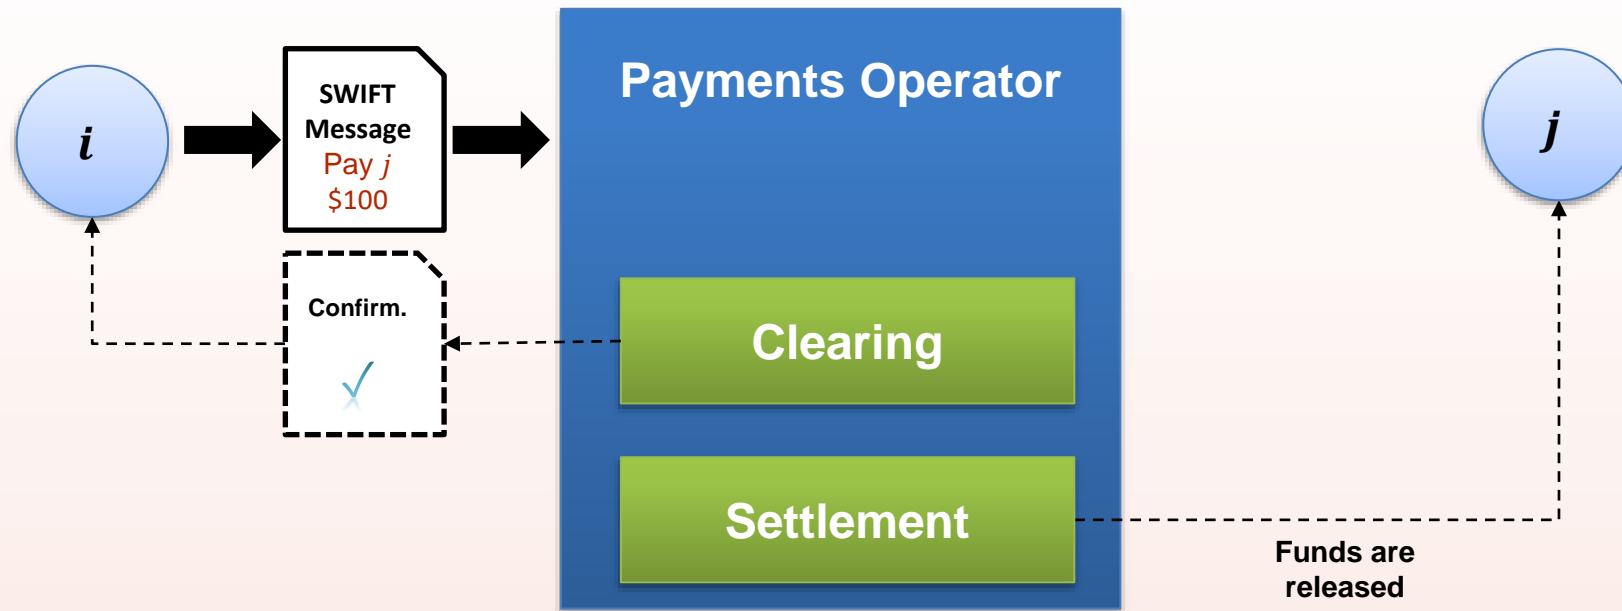 i
SWIFT
Message
Pay j
$100
Payments Operator
j
Confirm.
Clearing
Settlement
Funds are
released